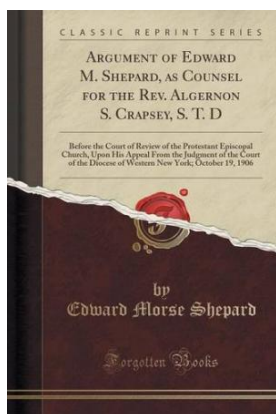 CLASSIC REPRINT SERIES
ARGUMENT OF EDWARD
M. SHEPARD, AS COUNSEL
FOR THE REV. ALGERNON
S. CRAPSEY, S. T. D
Before the Court of Review of the Protestant Episcopal
Church, Upon His Appeal From the Judgment of the Court
of the Diocese of Western New York; October 19, 1906
by
Edward Morse Shepard
Forgotten Books